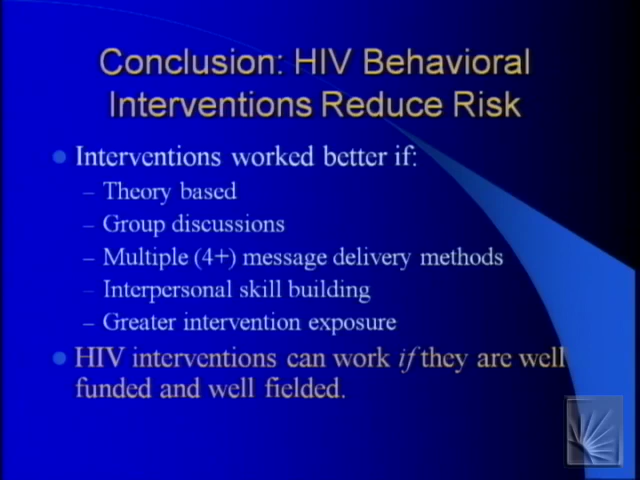 Conclusion: HIV Behavioral
Interventions Reduce Risk
Interventions worked better if:
– Theory based
– Group discussions
– Multiple (4+) message delivery methods
– Interpersonal skill building
– Greater intervention exposure
HIV interventions can work if they are well
funded and well fielded.